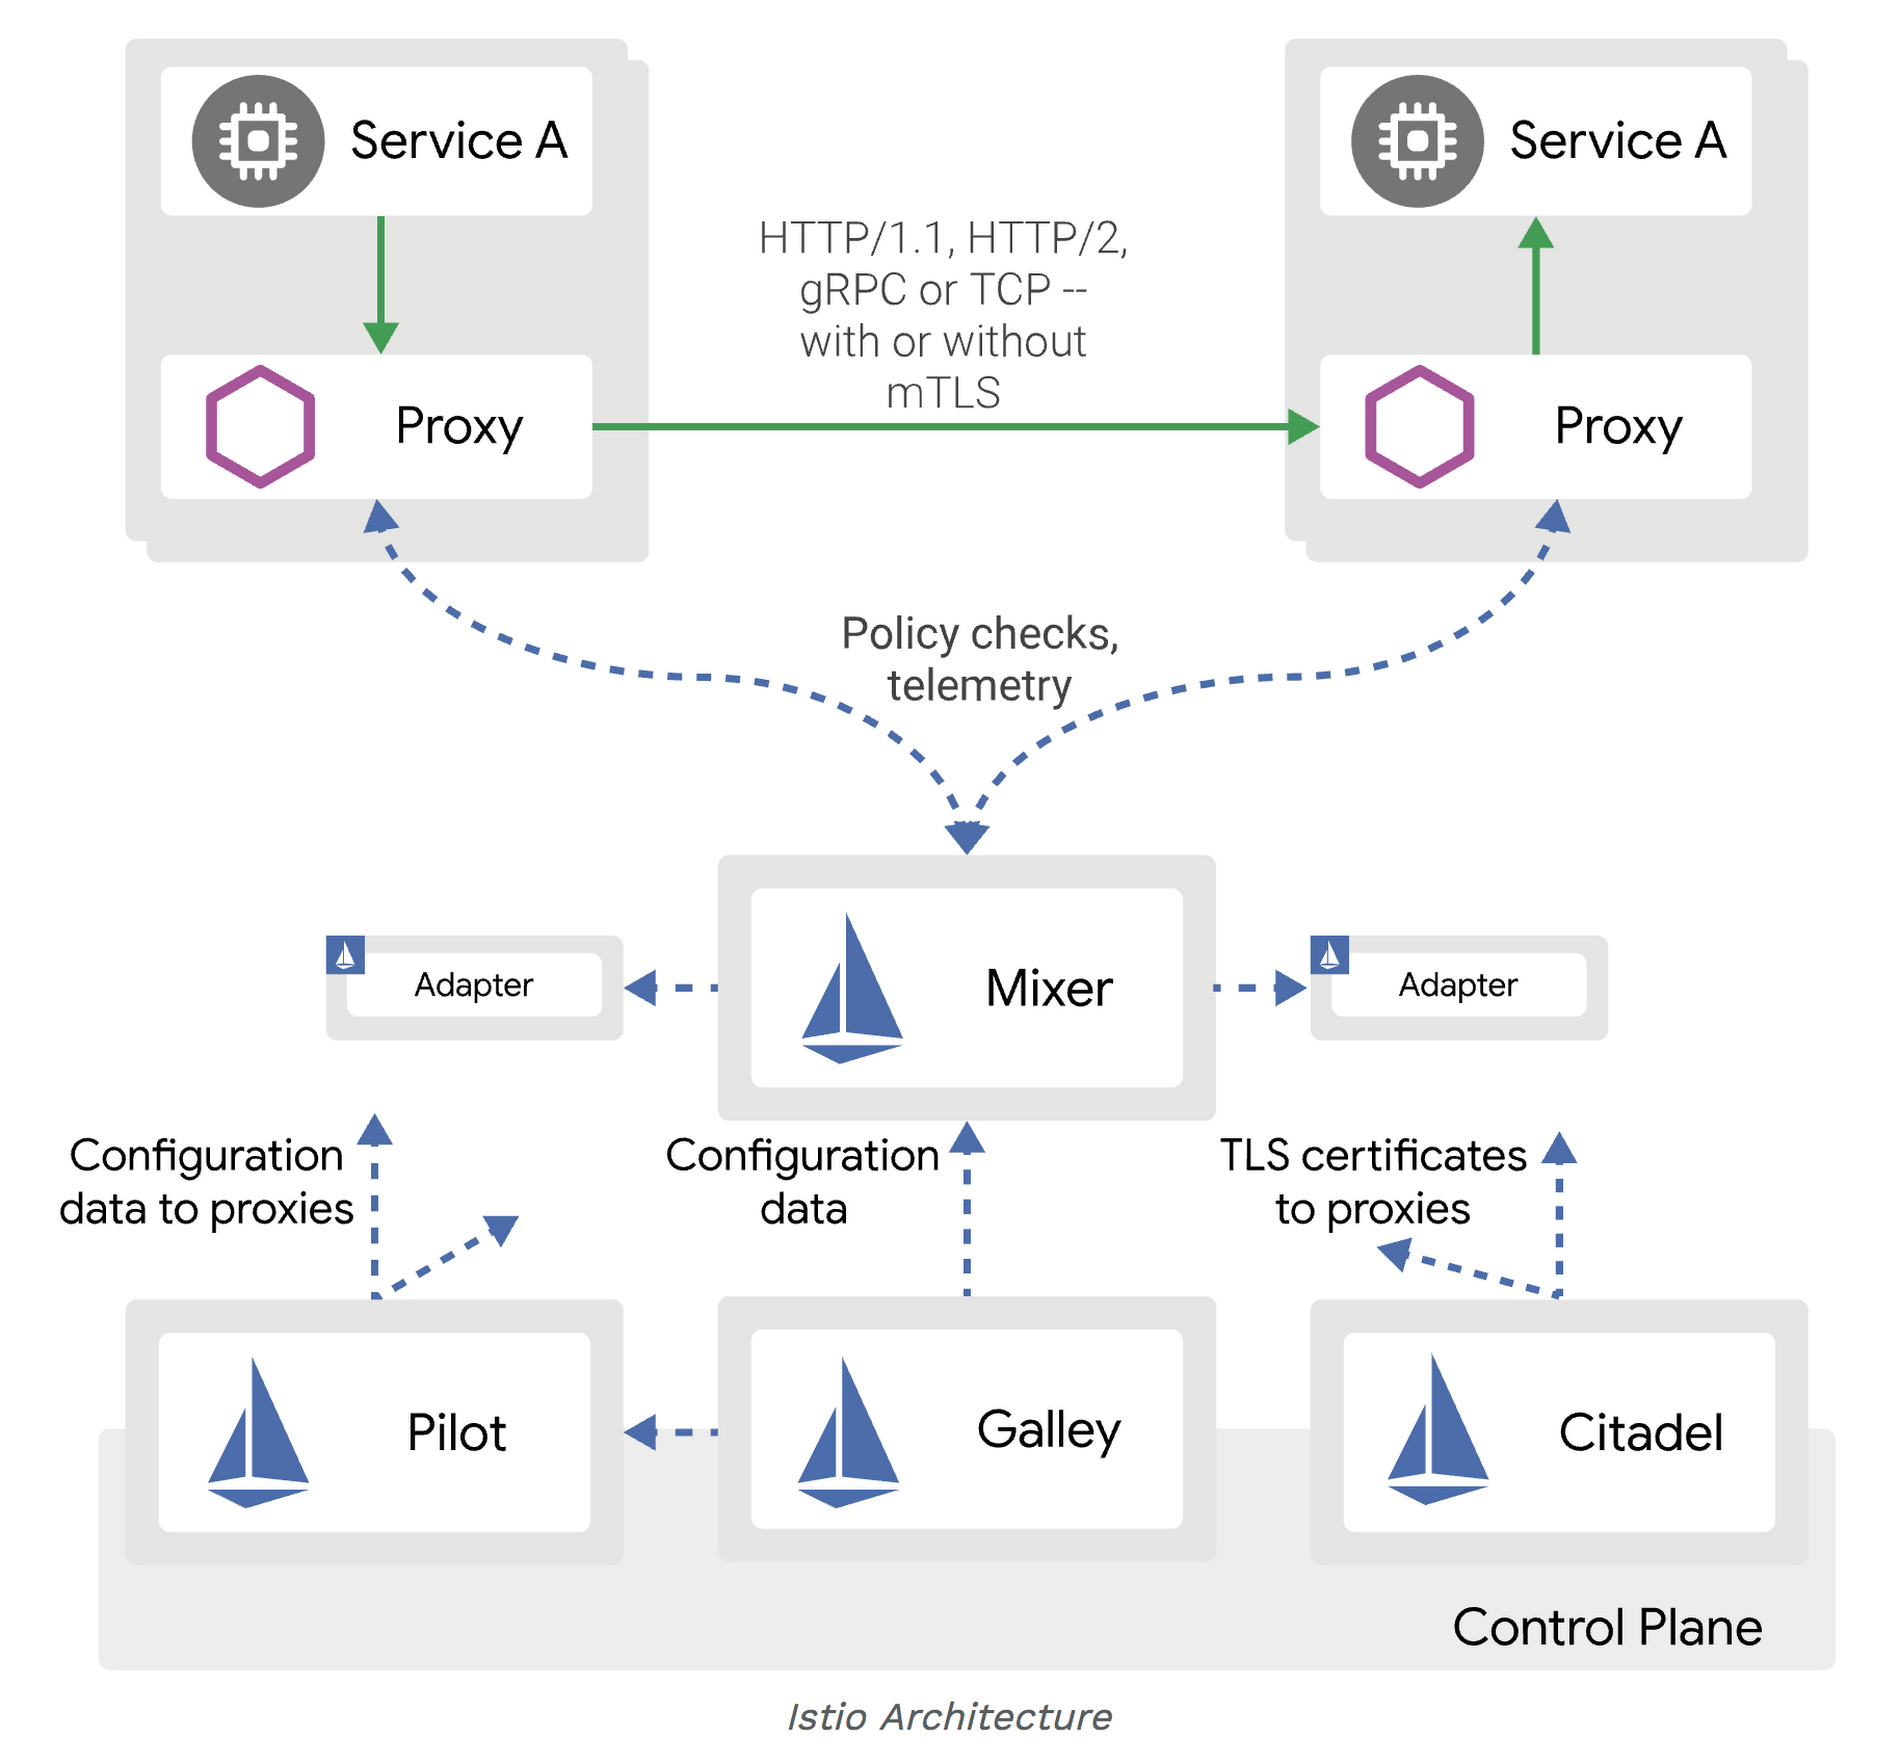 Service A
Service A
HTTP/1.1, HTTP/2,
gRPC or TCP --
with or without
mTLS
Proxy
Proxy
Policy checks,
telemetry
Adapter
Mixer
Adapter
Configuration
data to proxies
Configuration
data
TLS certificates
to proxies
Pilot
Galley
Citadel
Control Plane
Istio Architecture